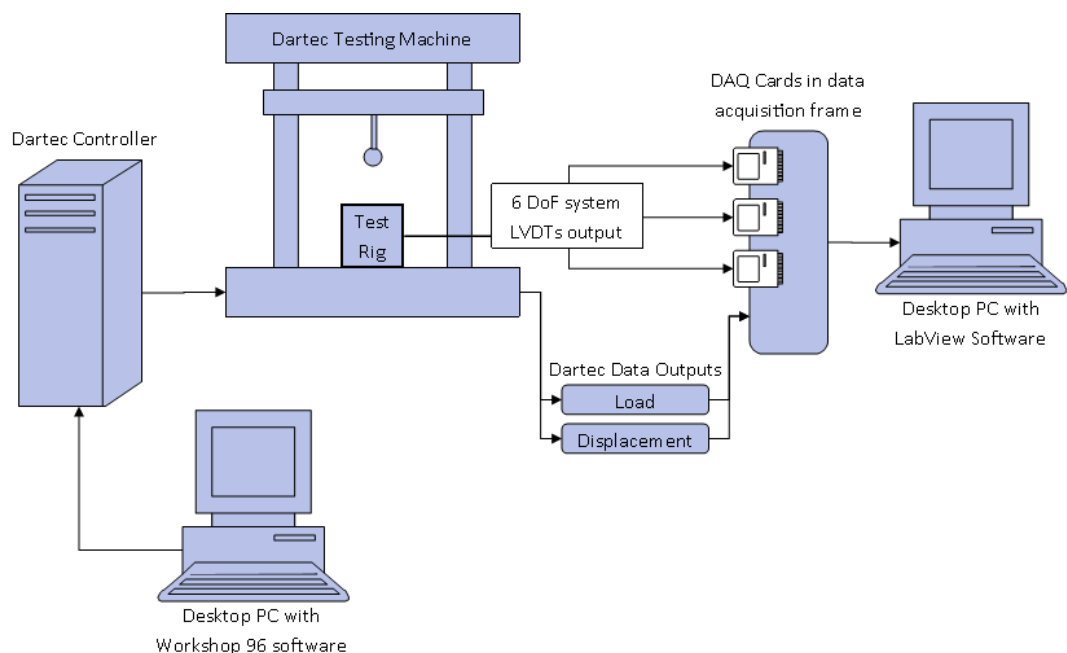 Dartec Testing Machine
DAQ Cards in data
acquisition frame
Dartec Controller
Test
Rig
6 DoF system
LVDTs output
Desktop PC with
LabView Software
Dartec Data Outputs
Load
Displacement
Desktop PC with
Workshop 96 software